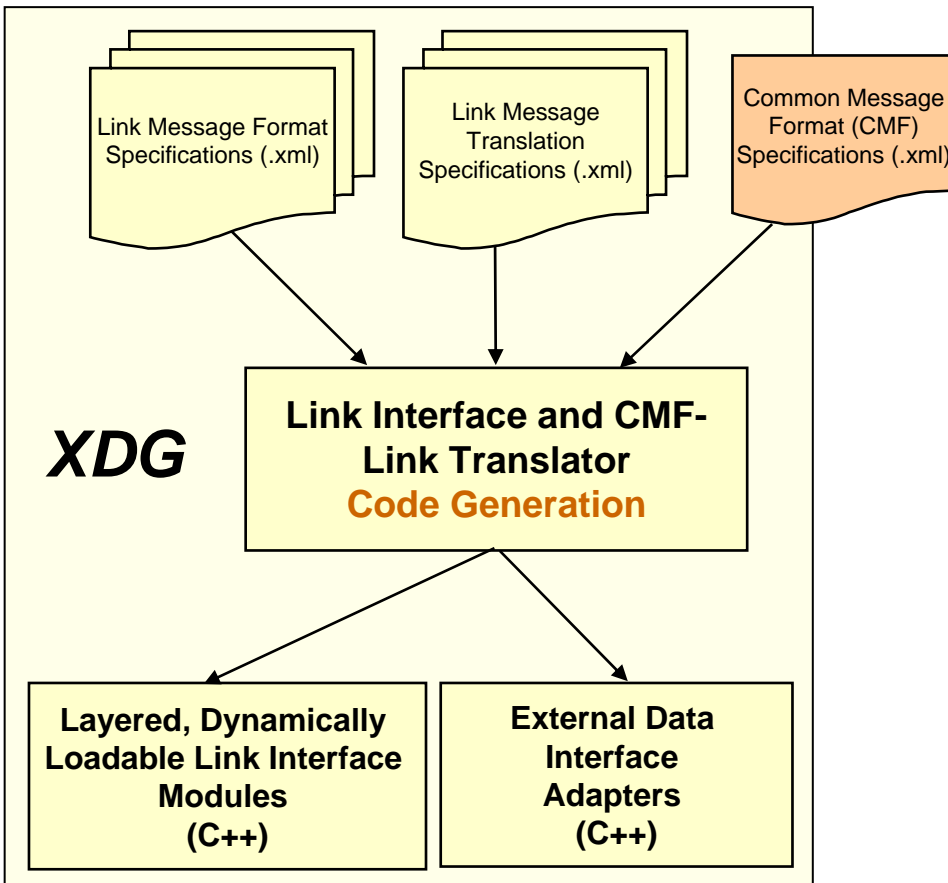 Link Message Format
Specifications (.xml)
Link Message
Translation
Specifications (.xml)
Common Message
Format (CMF)
Specifications (.xml)
XDG
Link Interface and CMF-
Link Translator
Code Generation
Layered, Dynamically
Loadable Link Interface
Modules
(C++)
External Data
Interface
Adapters
(C++)